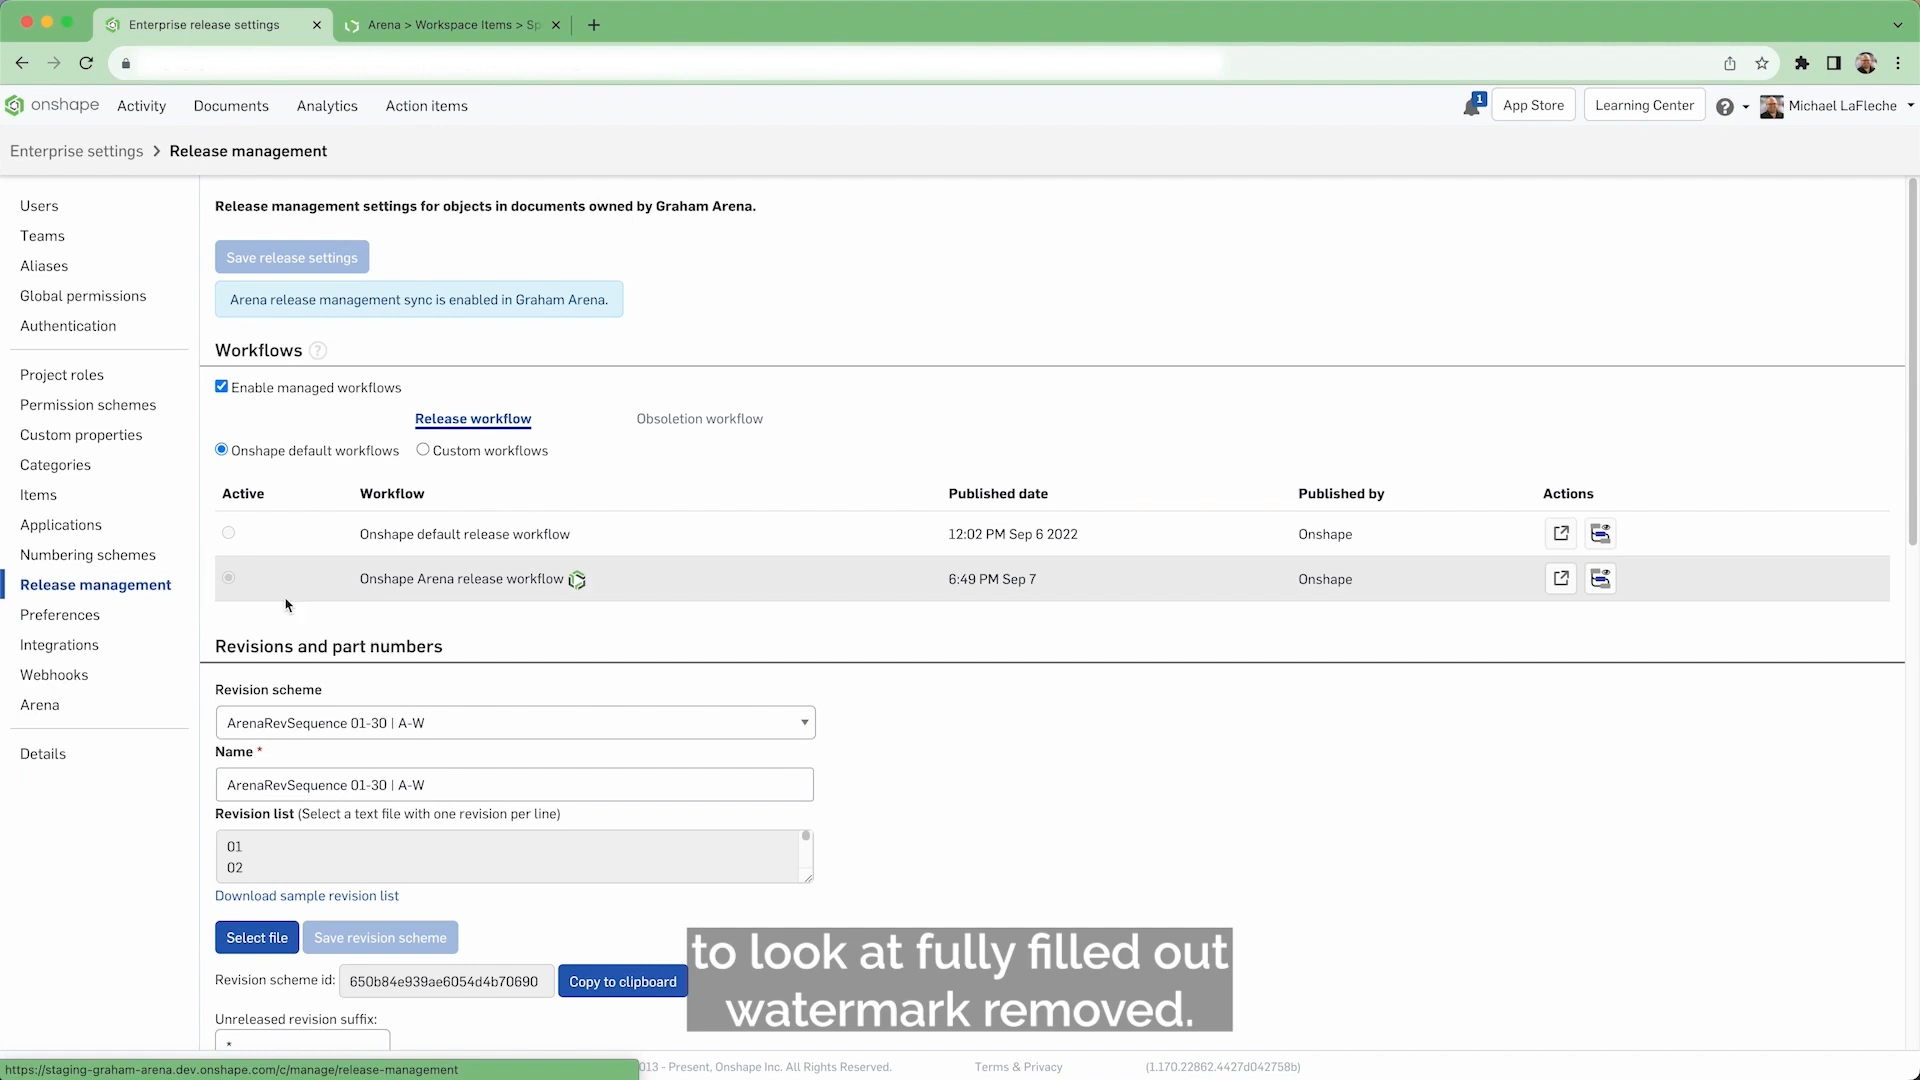 Enterprise release settings
Arena > Workspace Items > Sp
onshape Activity Documents Analytics Action items
1 App Store Learning Center Michael LaFleche
Enterprise settings > Release management
Users
Teams
Aliases
Global permissions
Authentication
Project roles
Permission schemes
Custom properties
Categories
Items
Applications
Numbering schemes
Release management
Preferences
Integrations
Webhooks
Arena
Details
Release management settings for objects in documents owned by Graham Arena.
Save release settings
Arena release management sync is enabled in Graham Arena.
Workflows ?
Enable managed workflows
Release workflow Obsoletion workflow
Onshape default workflows Custom workflows
Active Workflow Published date Published by Actions
Onshape default release workflow 12:02 PM Sep 6 2022 Onshape
Onshape Arena release workflow 6:49 PM Sep 7 Onshape
Revisions and part numbers
Revision scheme
ArenaRevSequence 01-30 | A-W
Name *
ArenaRevSequence 01-30 | A-W
Revision list (Select a text file with one revision per line)
01
02
Download sample revision list
Select file Save revision scheme
Revision scheme id: 650b84e939ae6054d4b70690 Copy to clipboard
Unreleased revision suffix:
*
to look at fully filled out
watermark removed.
https://staging-graham-arena.dev.onshape.com/c/manage/release-management
013 - Present, Onshape Inc. All Rights Reserved. Terms & Privacy (1.170.22862.4427d042758b)